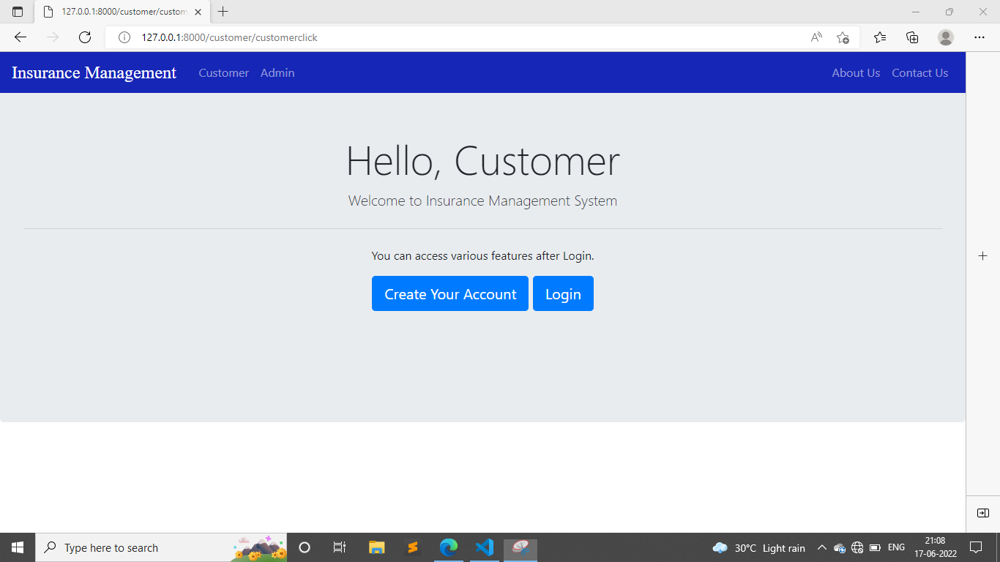 127.0.0.1:8000/customer/custom
127.0.0.1:8000/customer/customerclick
Insurance Management Customer Admin About Us Contact Us
Hello, Customer
Welcome to Insurance Management System
You can access various features after Login.
Create Your Account Login
Type here to search
30°C Light rain
ENG
21:08
17-06-2022